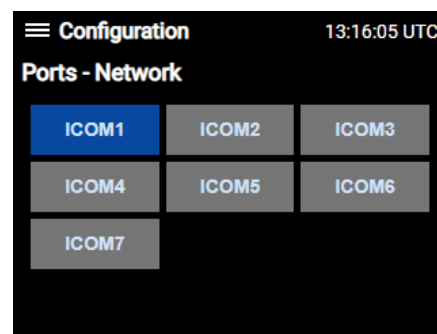 Configuration 13:16:05 UTC
Ports - Network
ICOM1 ICOM2 ICOM3
ICOM4 ICOM5 ICOM6
ICOM7